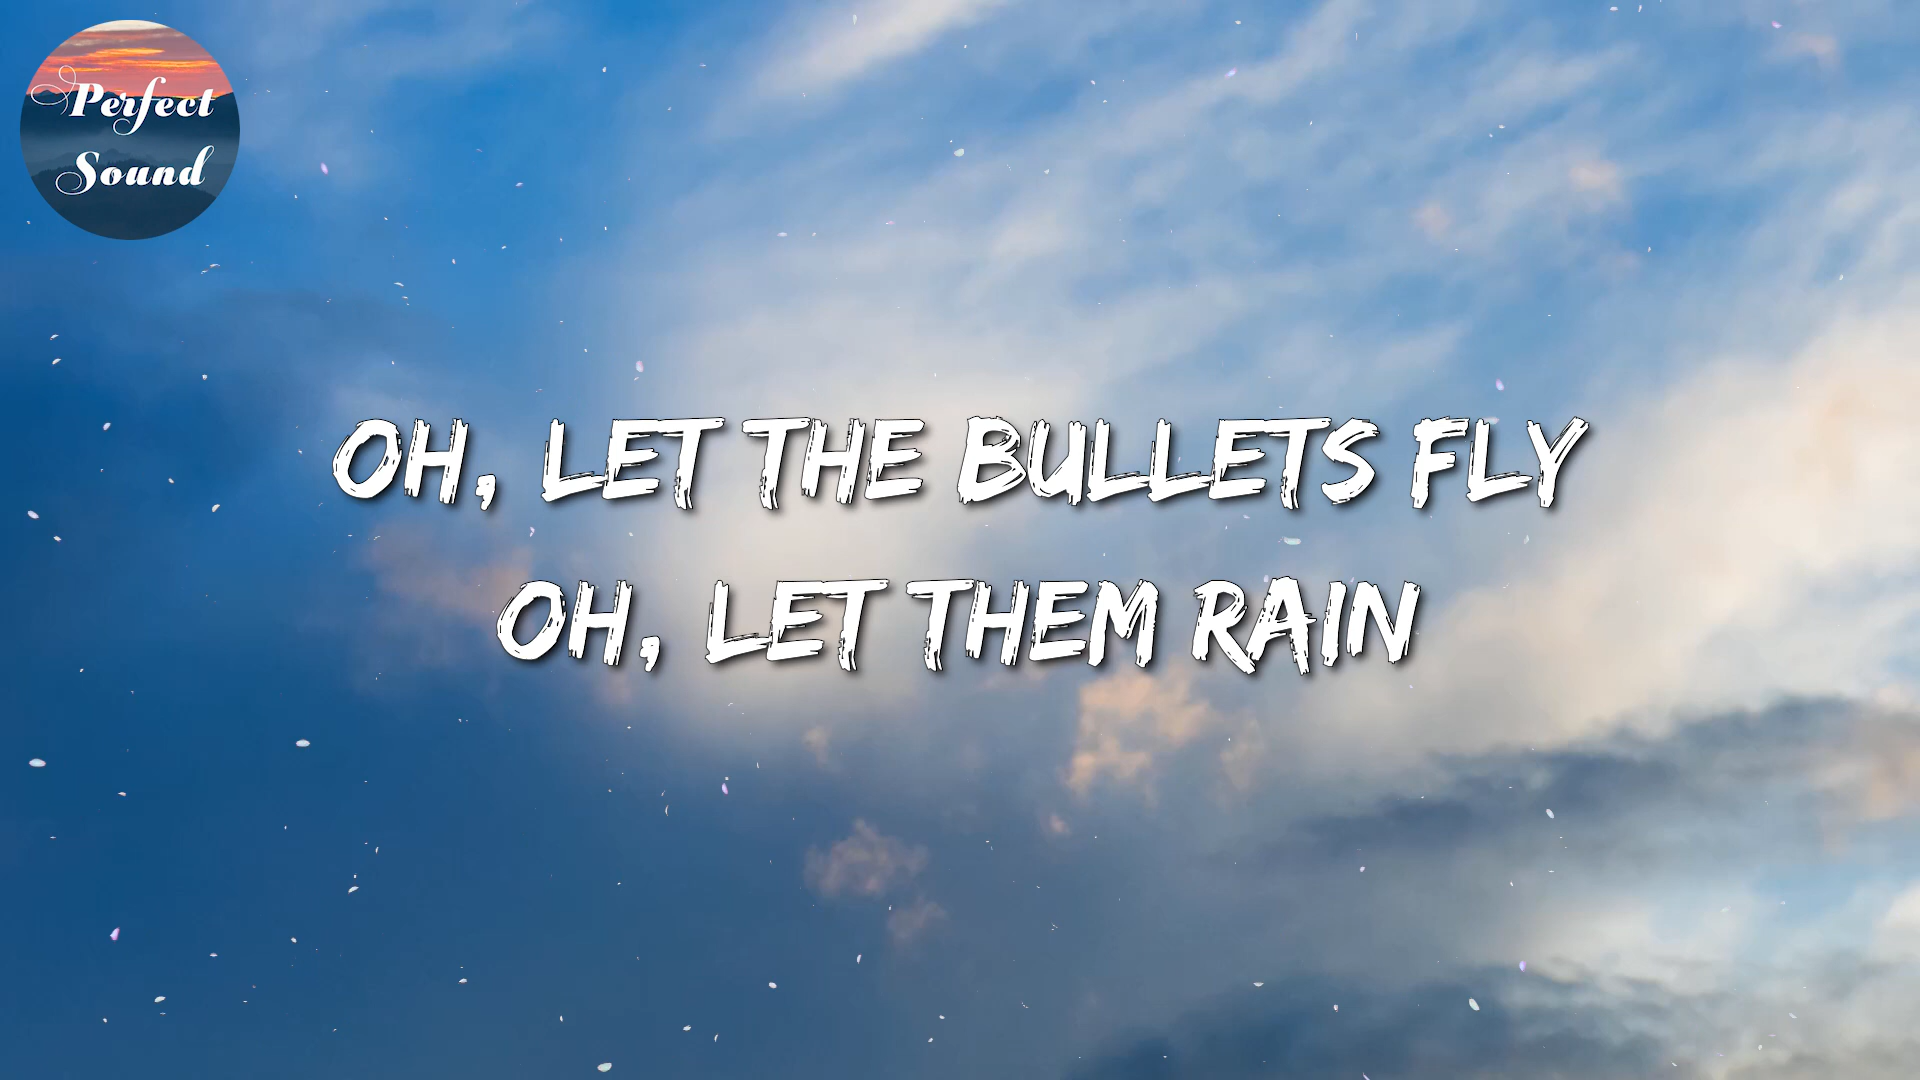 Perfect
Sound
OH, LET THE BULLETS FLY
OH, LET THEM RAIN